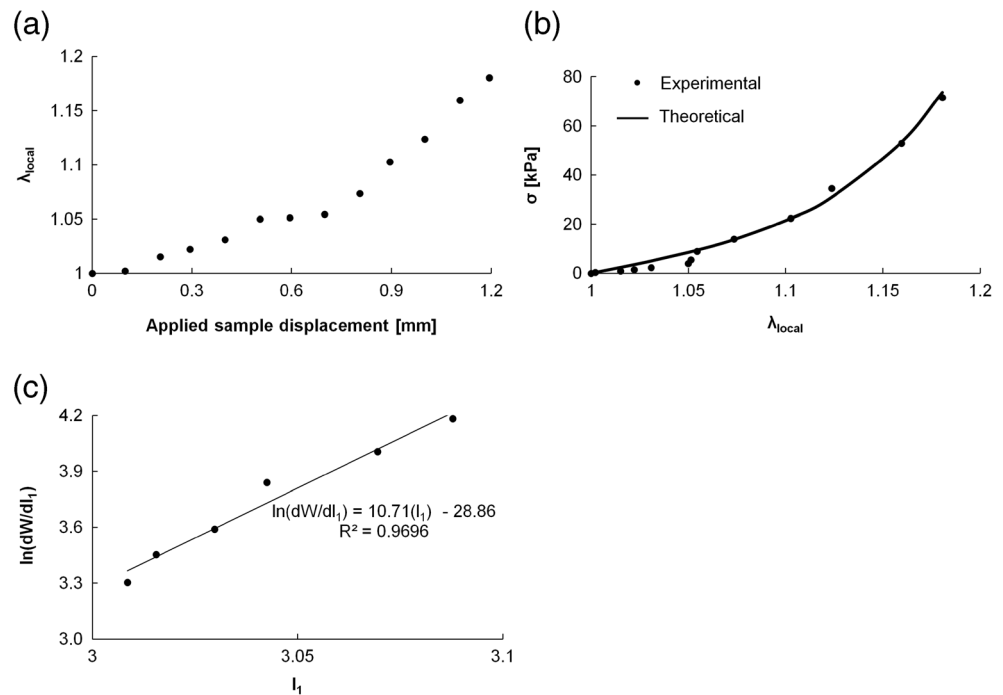 (a)
1.2
1.15
1.1
1.05
1
λlocal
0
0.3
0.6
0.9
1.2
Applied sample displacement [mm]
(b)
80
60
40
20
0
σ [kPa]
Experimental
Theoretical
1
1.05
1.1
1.15
1.2
λlocal
(c)
4.2
3.9
3.6
3.3
3.0
ln(dW/dI1)
ln(dW/dI1) = 10.71(I1) - 28.86
R² = 0.9696
3
3.05
3.1
I1